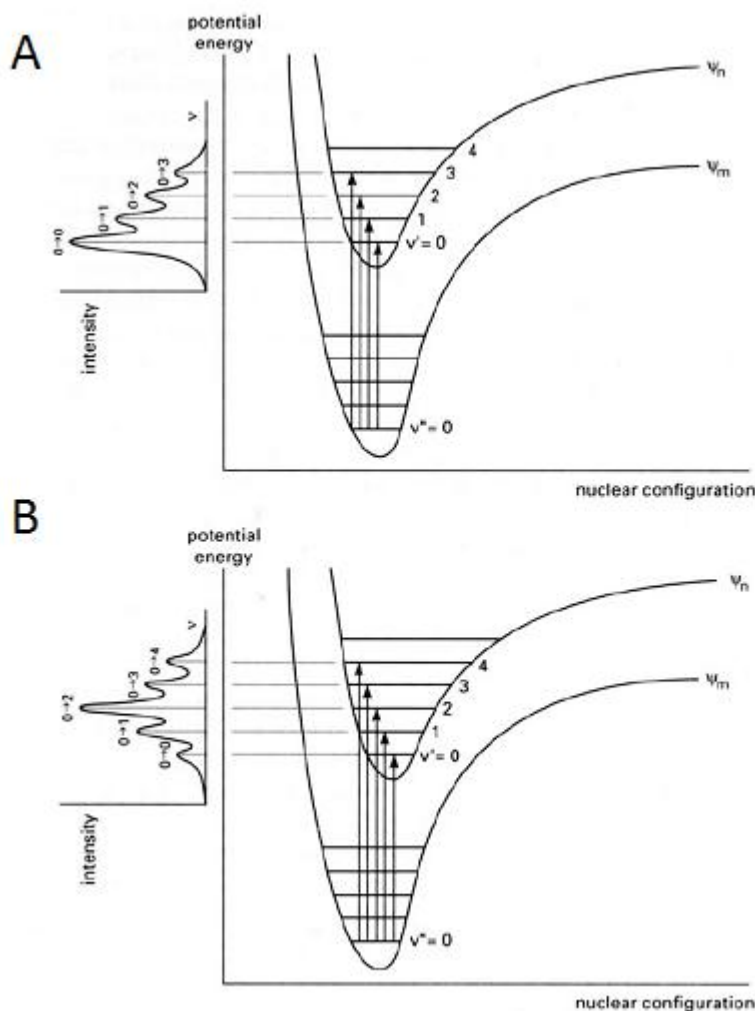 A
potential
energy
Ψn
Ψm
ν
0→3
0→2
0→1
0→0
intensity
4
3
2
1
v' = 0
v" = 0
nuclear configuration
B
potential
energy
Ψn
Ψm
ν
0→4
0→3
0→2
0→1
0→0
intensity
4
3
2
1
v' = 0
v" = 0
nuclear configuration